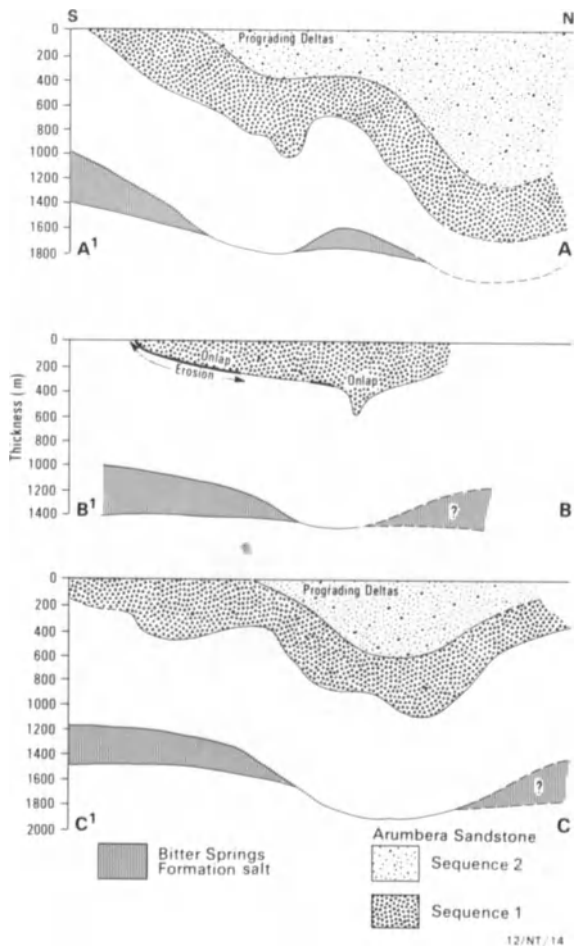 S N
0
200
400
600
800
1000
1200
1400
1600
1800
Prograding Deltas
A¹ A
Thickness (m)
0
200
400
600
800
1000
1200
1400
Onlap
Erosion
Onlap
?
B¹ B
0
200
400
600
800
1000
1200
1400
1600
1800
2000
Prograding Deltas
?
C¹ C
Bitter Springs
Formation salt
Arumbera Sandstone
Sequence 2
Sequence 1
12/NT/14